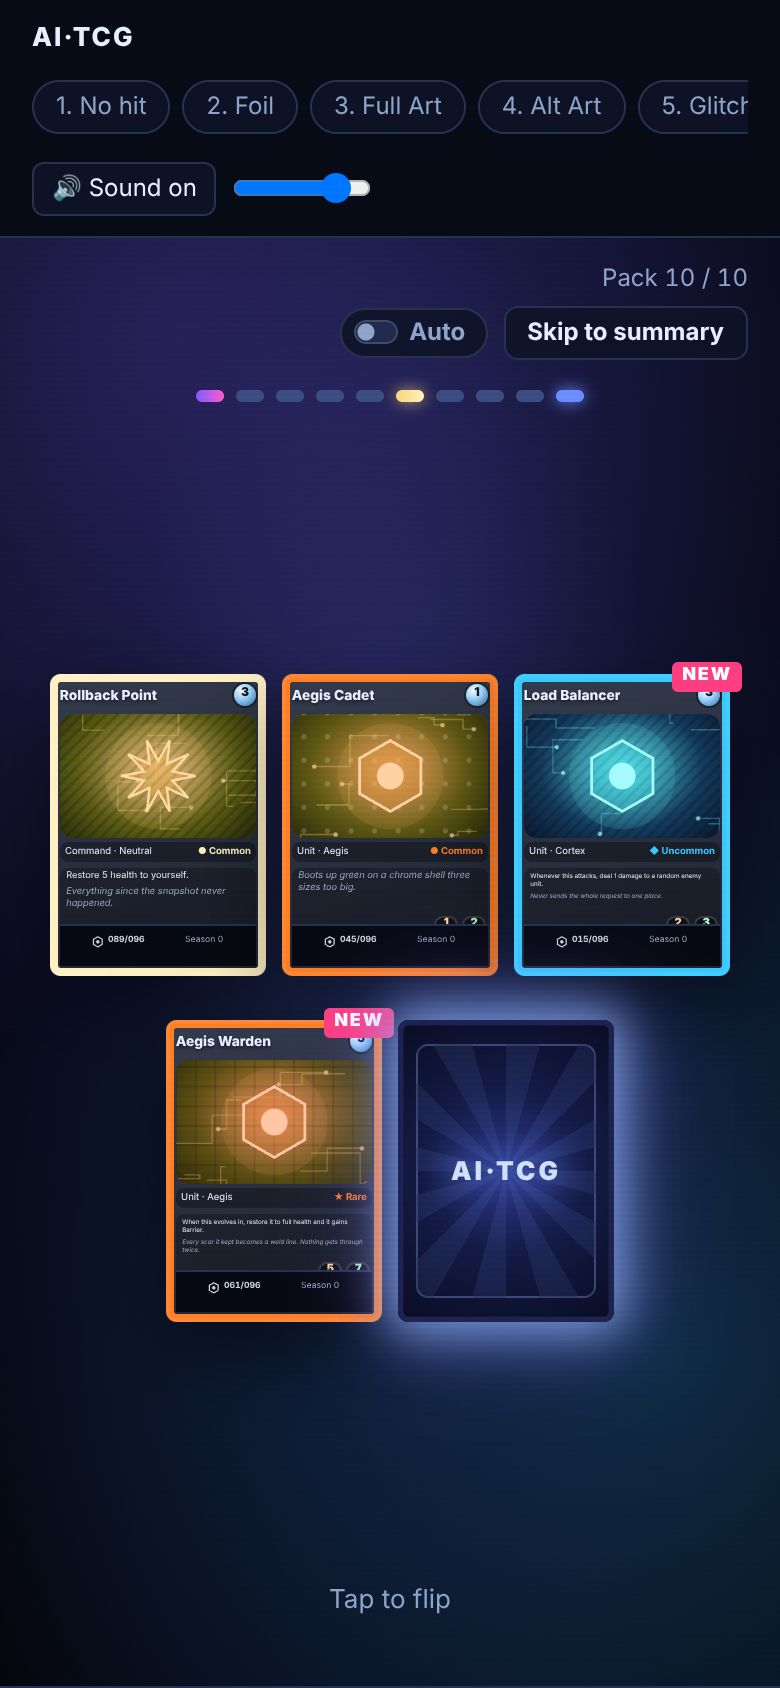 AI·TCG
1. No hit
2. Foil
3. Full Art
4. Alt Art
5. Glitch
🔊 Sound on
Pack 10 / 10
Auto
Skip to summary
Rollback Point
3
Command · Neutral
● Common
Restore 5 health to yourself.
Everything since the snapshot never
happened.
089/096
Season 0
Aegis Cadet
1
Unit · Aegis
● Common
Boots up green on a chrome shell three
sizes too big.
1
2
045/096
Season 0
NEW
Load Balancer
Unit · Cortex
◆ Uncommon
Whenever this attacks, deal 1 damage to a random enemy
unit.
Never sends the whole request to one place.
2
3
015/096
Season 0
NEW
Aegis Warden
Unit · Aegis
★ Rare
When this evolves in, restore it to full health and it gains
Barrier.
Every scar it kept becomes a weld line. Nothing gets through
twice.
5
7
061/096
Season 0
AI·TCG
Tap to flip